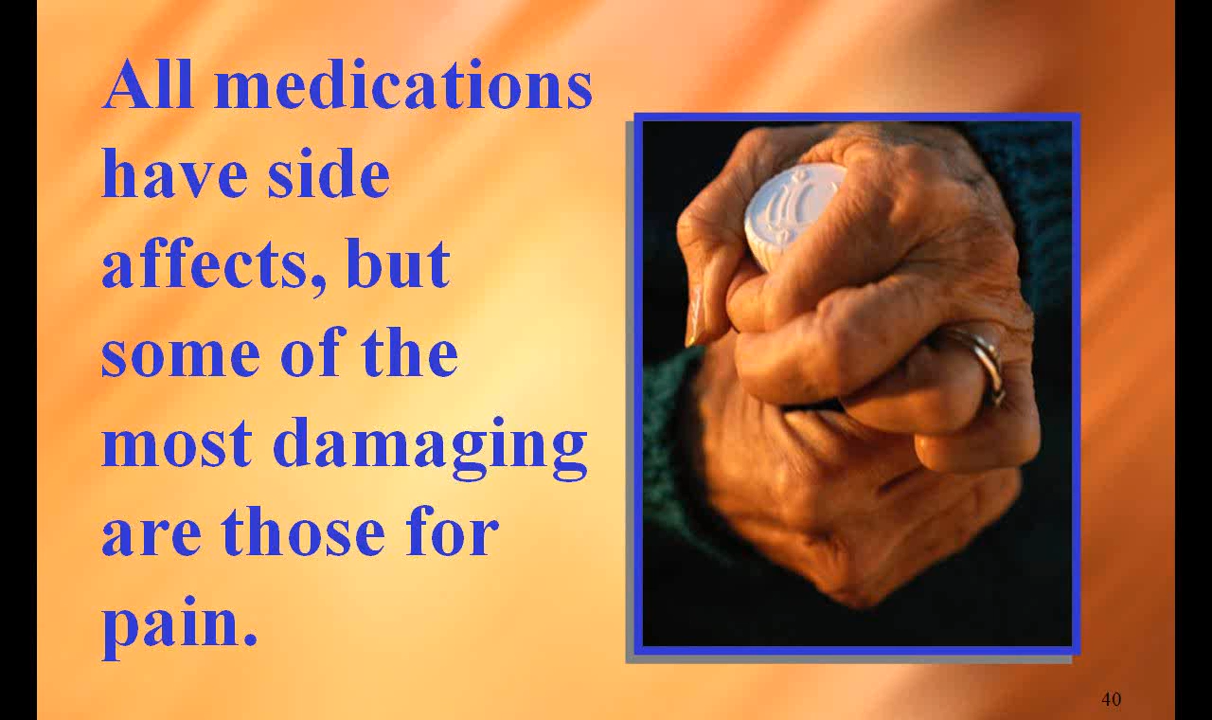 All medications
have side
affects, but
some of the
most damaging
are those for
pain.
40